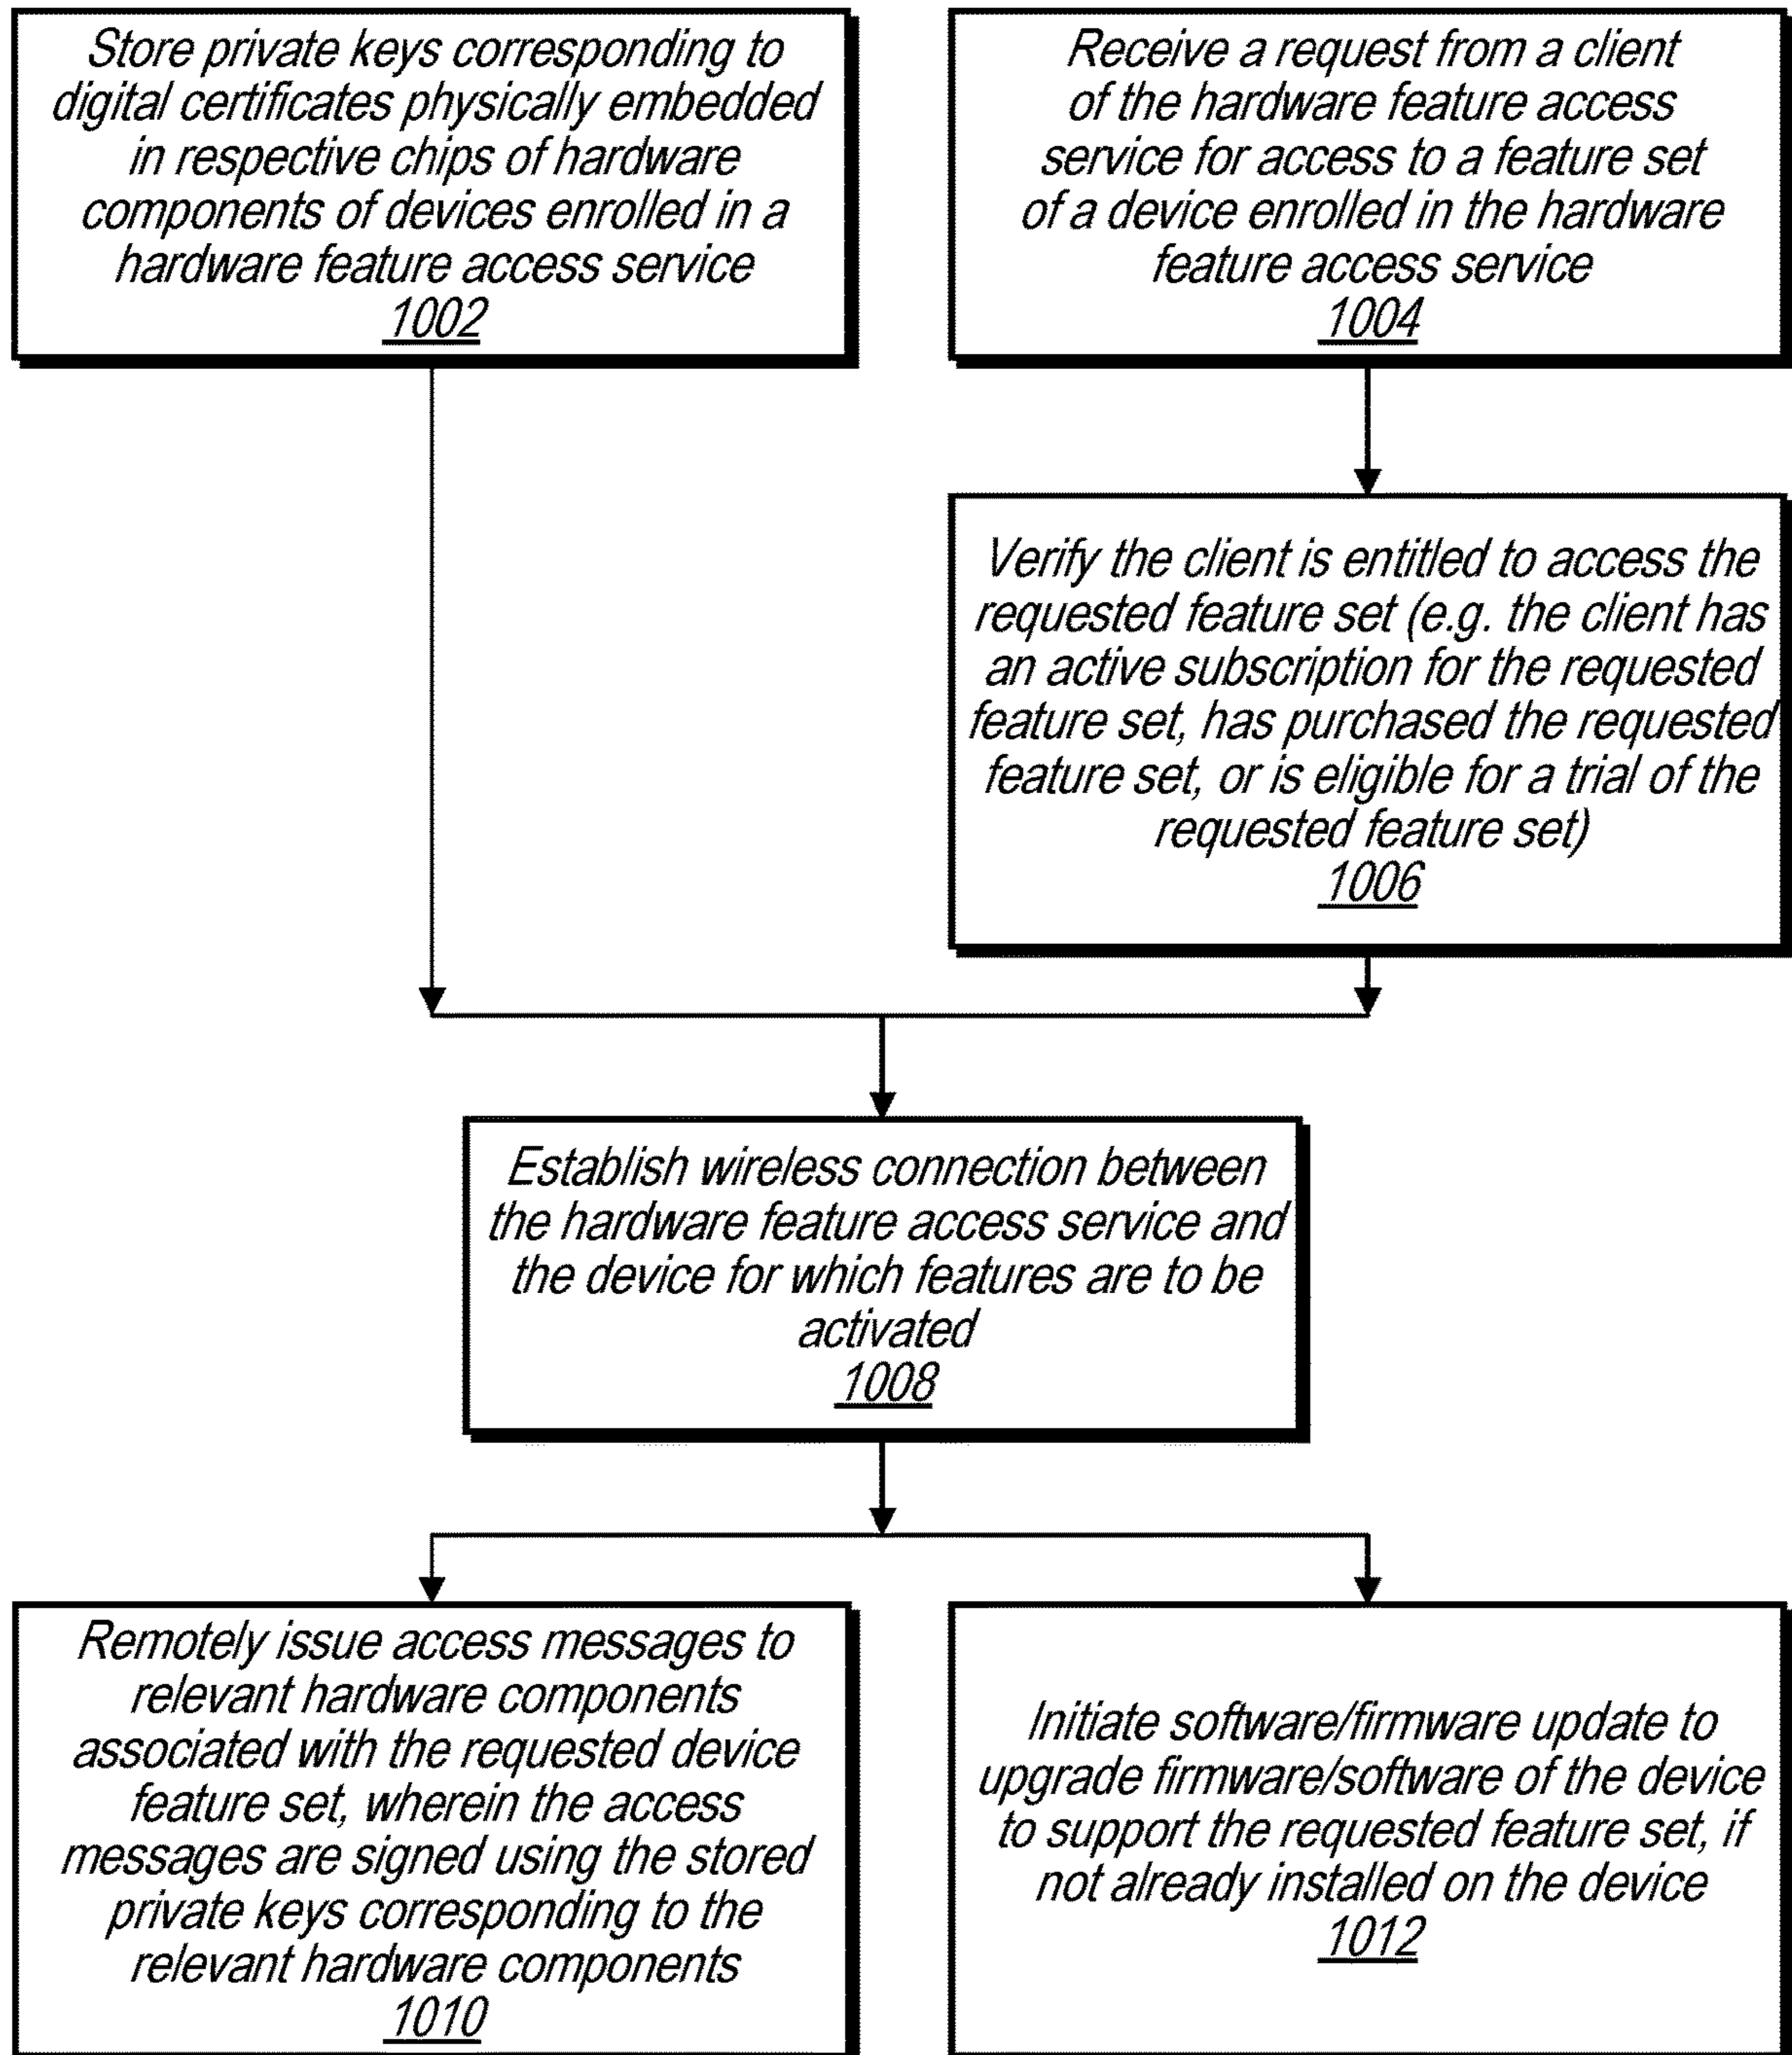 Store private keys corresponding to
digital certificates physically embedded
in respective chips of hardware
components of devices enrolled in a
hardware feature access service
1002
Receive a request from a client
of the hardware feature access
service for access to a feature set
of a device enrolled in the hardware
feature access service
1004
Verify the client is entitled to access the
requested feature set (e.g. the client has
an active subscription for the requested
feature set, has purchased the requested
feature set, or is eligible for a trial of the
requested feature set)
1006
Establish wireless connection between
the hardware feature access service and
the device for which features are to be
activated
1008
Remotely issue access messages to
relevant hardware components
associated with the requested device
feature set, wherein the access
messages are signed using the stored
private keys corresponding to the
relevant hardware components
1010
Initiate software/firmware update to
upgrade firmware/software of the device
to support the requested feature set, if
not already installed on the device
1012